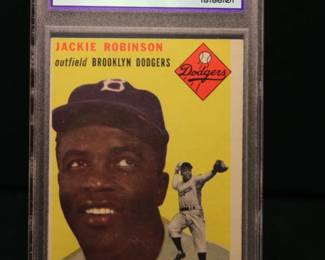 JACKIE ROBINSON
outfield BROOKLYN DODGERS
Dodgers
B